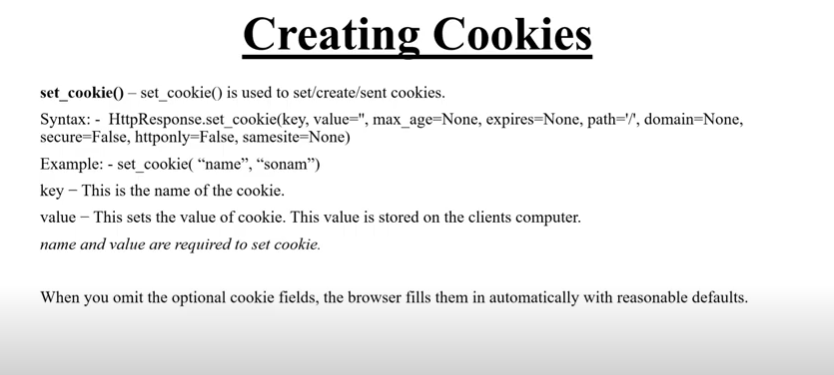 Creating Cookies
set_cookie() – set_cookie() is used to set/create/sent cookies.
Syntax: -  HttpResponse.set_cookie(key, value='', max_age=None, expires=None, path='/', domain=None,
secure=False, httponly=False, samesite=None)
Example: - set_cookie( “name”, “sonam”)
key − This is the name of the cookie.
value − This sets the value of cookie. This value is stored on the clients computer.
name and value are required to set cookie.
When you omit the optional cookie fields, the browser fills them in automatically with reasonable defaults.